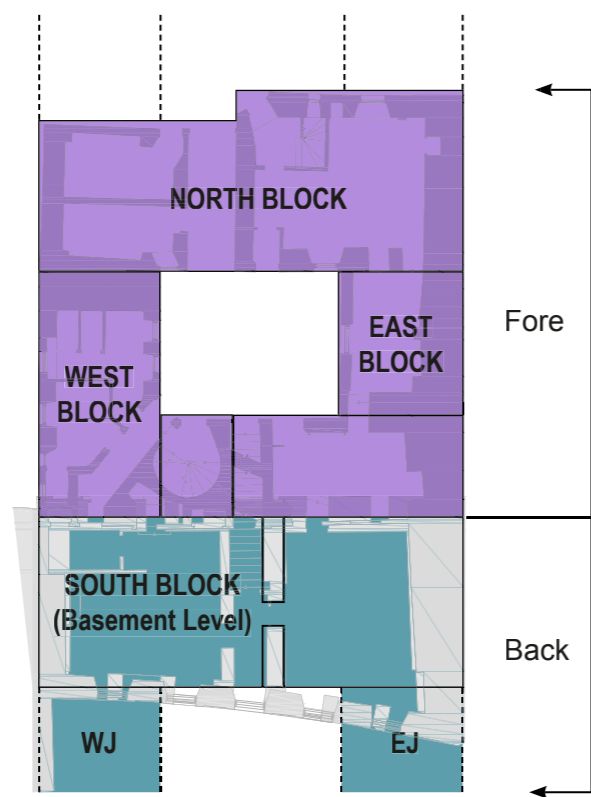 NORTH BLOCK
EAST
BLOCK
Fore
WEST
BLOCK
SOUTH BLOCK
(Basement Level)
Back
WJ
EJ